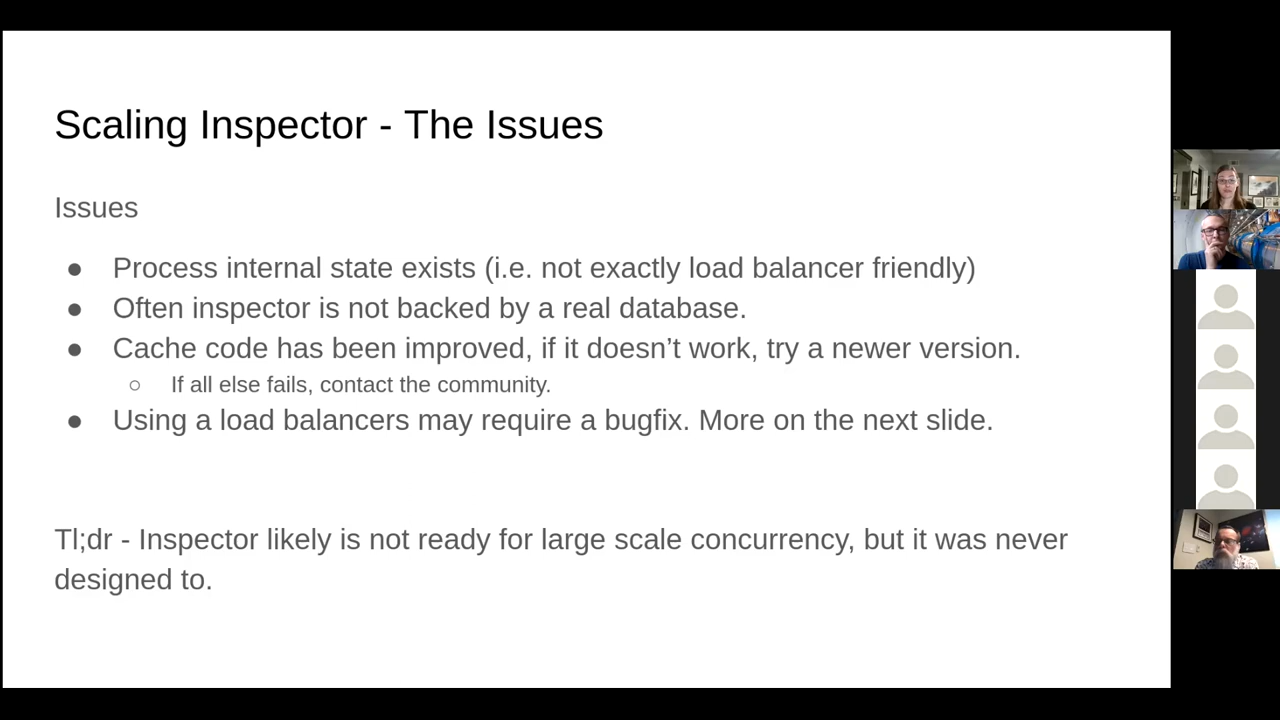 Scaling Inspector - The Issues
Issues
● Process internal state exists (i.e. not exactly load balancer friendly)
● Often inspector is not backed by a real database.
● Cache code has been improved, if it doesn’t work, try a newer version.
○ If all else fails, contact the community.
● Using a load balancers may require a bugfix. More on the next slide.
Tl;dr - Inspector likely is not ready for large scale concurrency, but it was never
designed to.